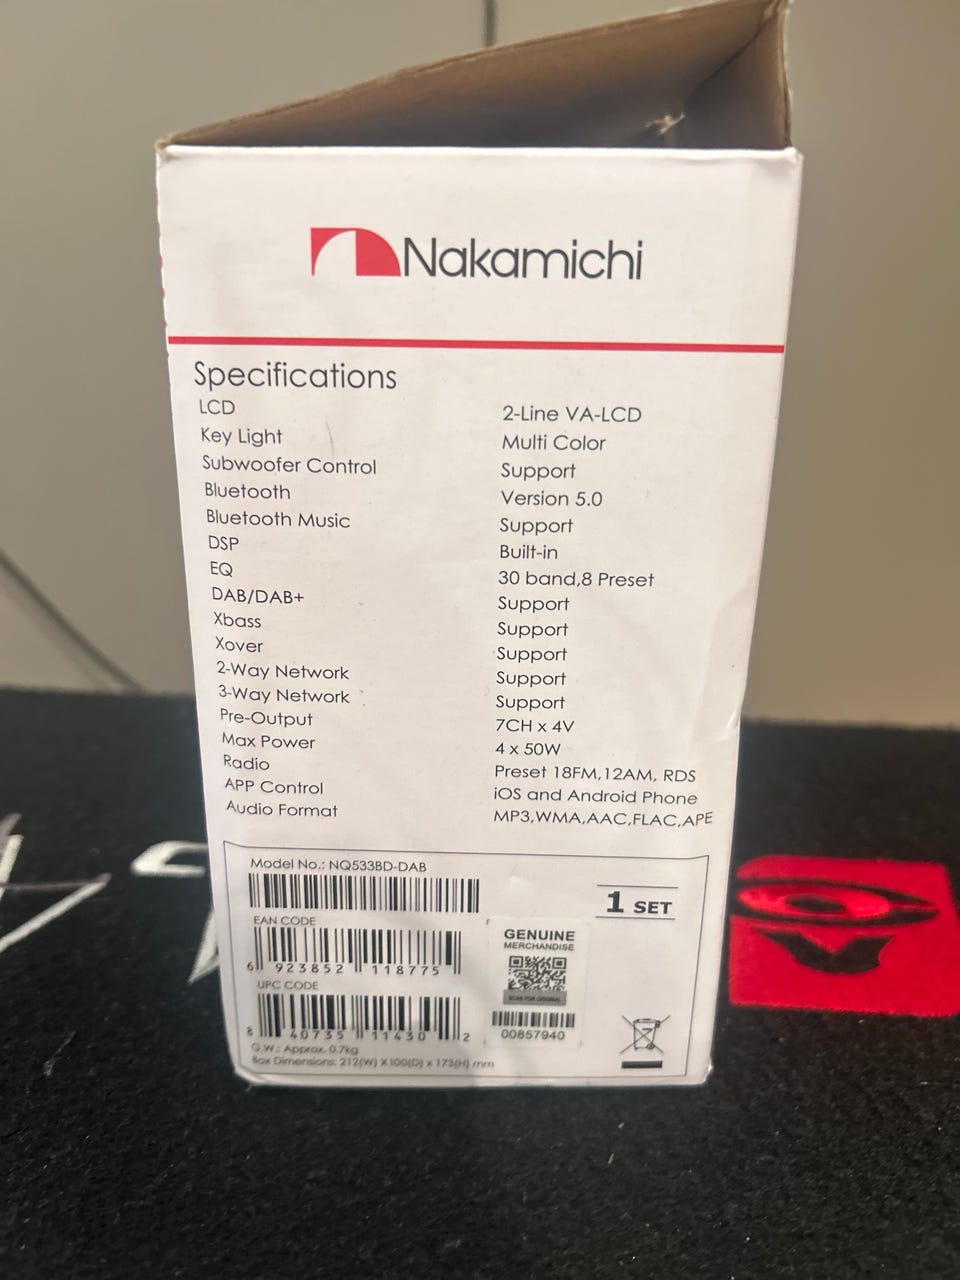 Nakamichi
Specifications
LCD 2-Line VA-LCD
Key Light Multi Color
Subwoofer Control Support
Bluetooth Version 5.0
Bluetooth Music Support
DSP Built-in
EQ 30 band,8 Preset
DAB/DAB+ Support
Xbass Support
Xover Support
2-Way Network Support
3-Way Network Support
Pre-Output 7CH x 4V
Max Power 4 x 50W
Radio Preset 18FM,12AM, RDS
APP Control iOS and Android Phone
Audio Format MP3,WMA,AAC,FLAC,APE
Model No.: NQ533BD-DAB
1 SET
EAN CODE
6 923852 118775
GENUINE
MERCHANDISE
SCAN FOR ORIGINAL
00857940
UPC CODE
8 40735 11430 2
G.W.: Approx. 0.7kg
Box Dimensions: 212(W) X 100(D) x 173(H) mm